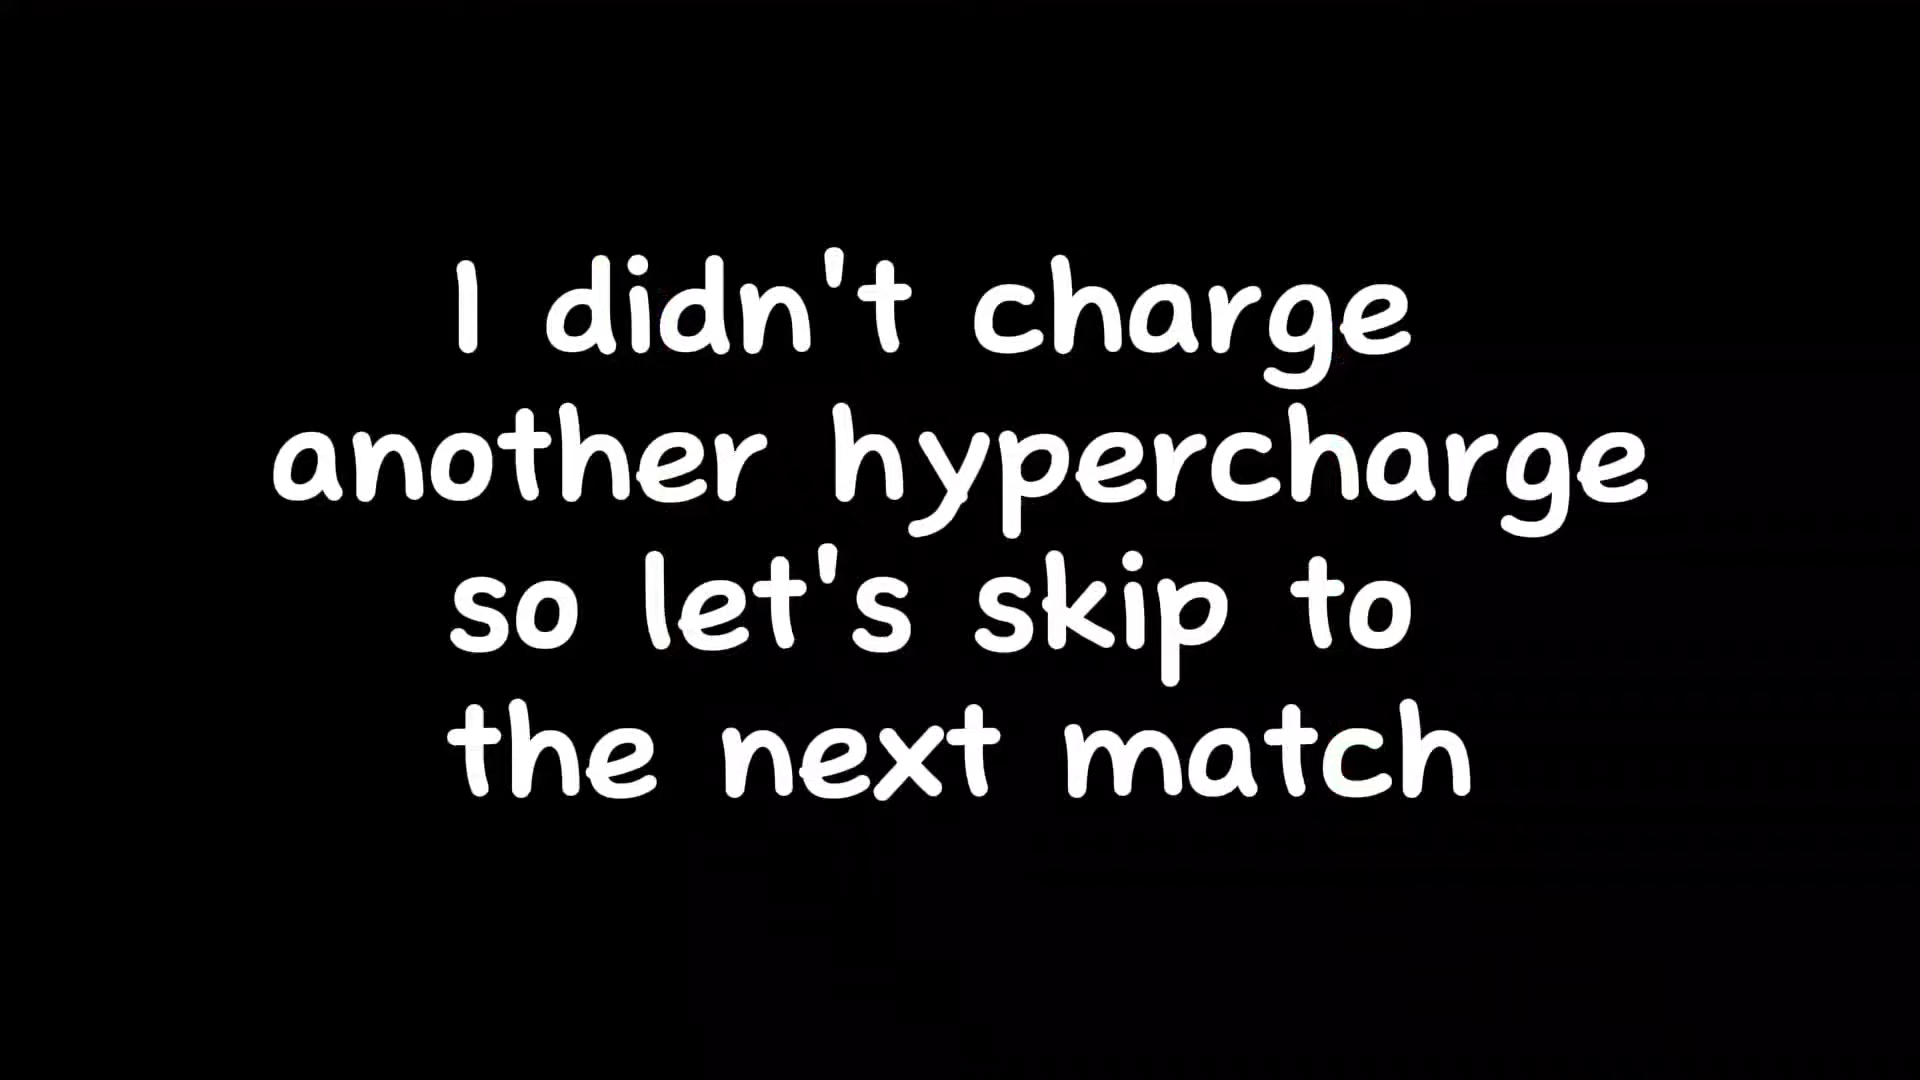 I didn't charge
another hypercharge
so let's skip to
the next match